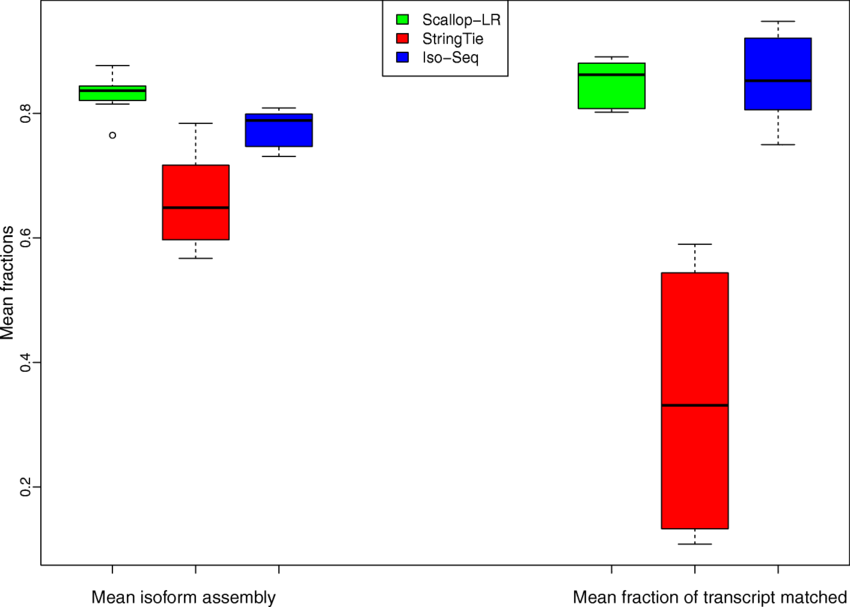 Scallop−LR
StringTie
Iso−Seq
Mean fractions
0.8
0.6
0.4
0.2
Mean isoform assembly
Mean fraction of transcript matched